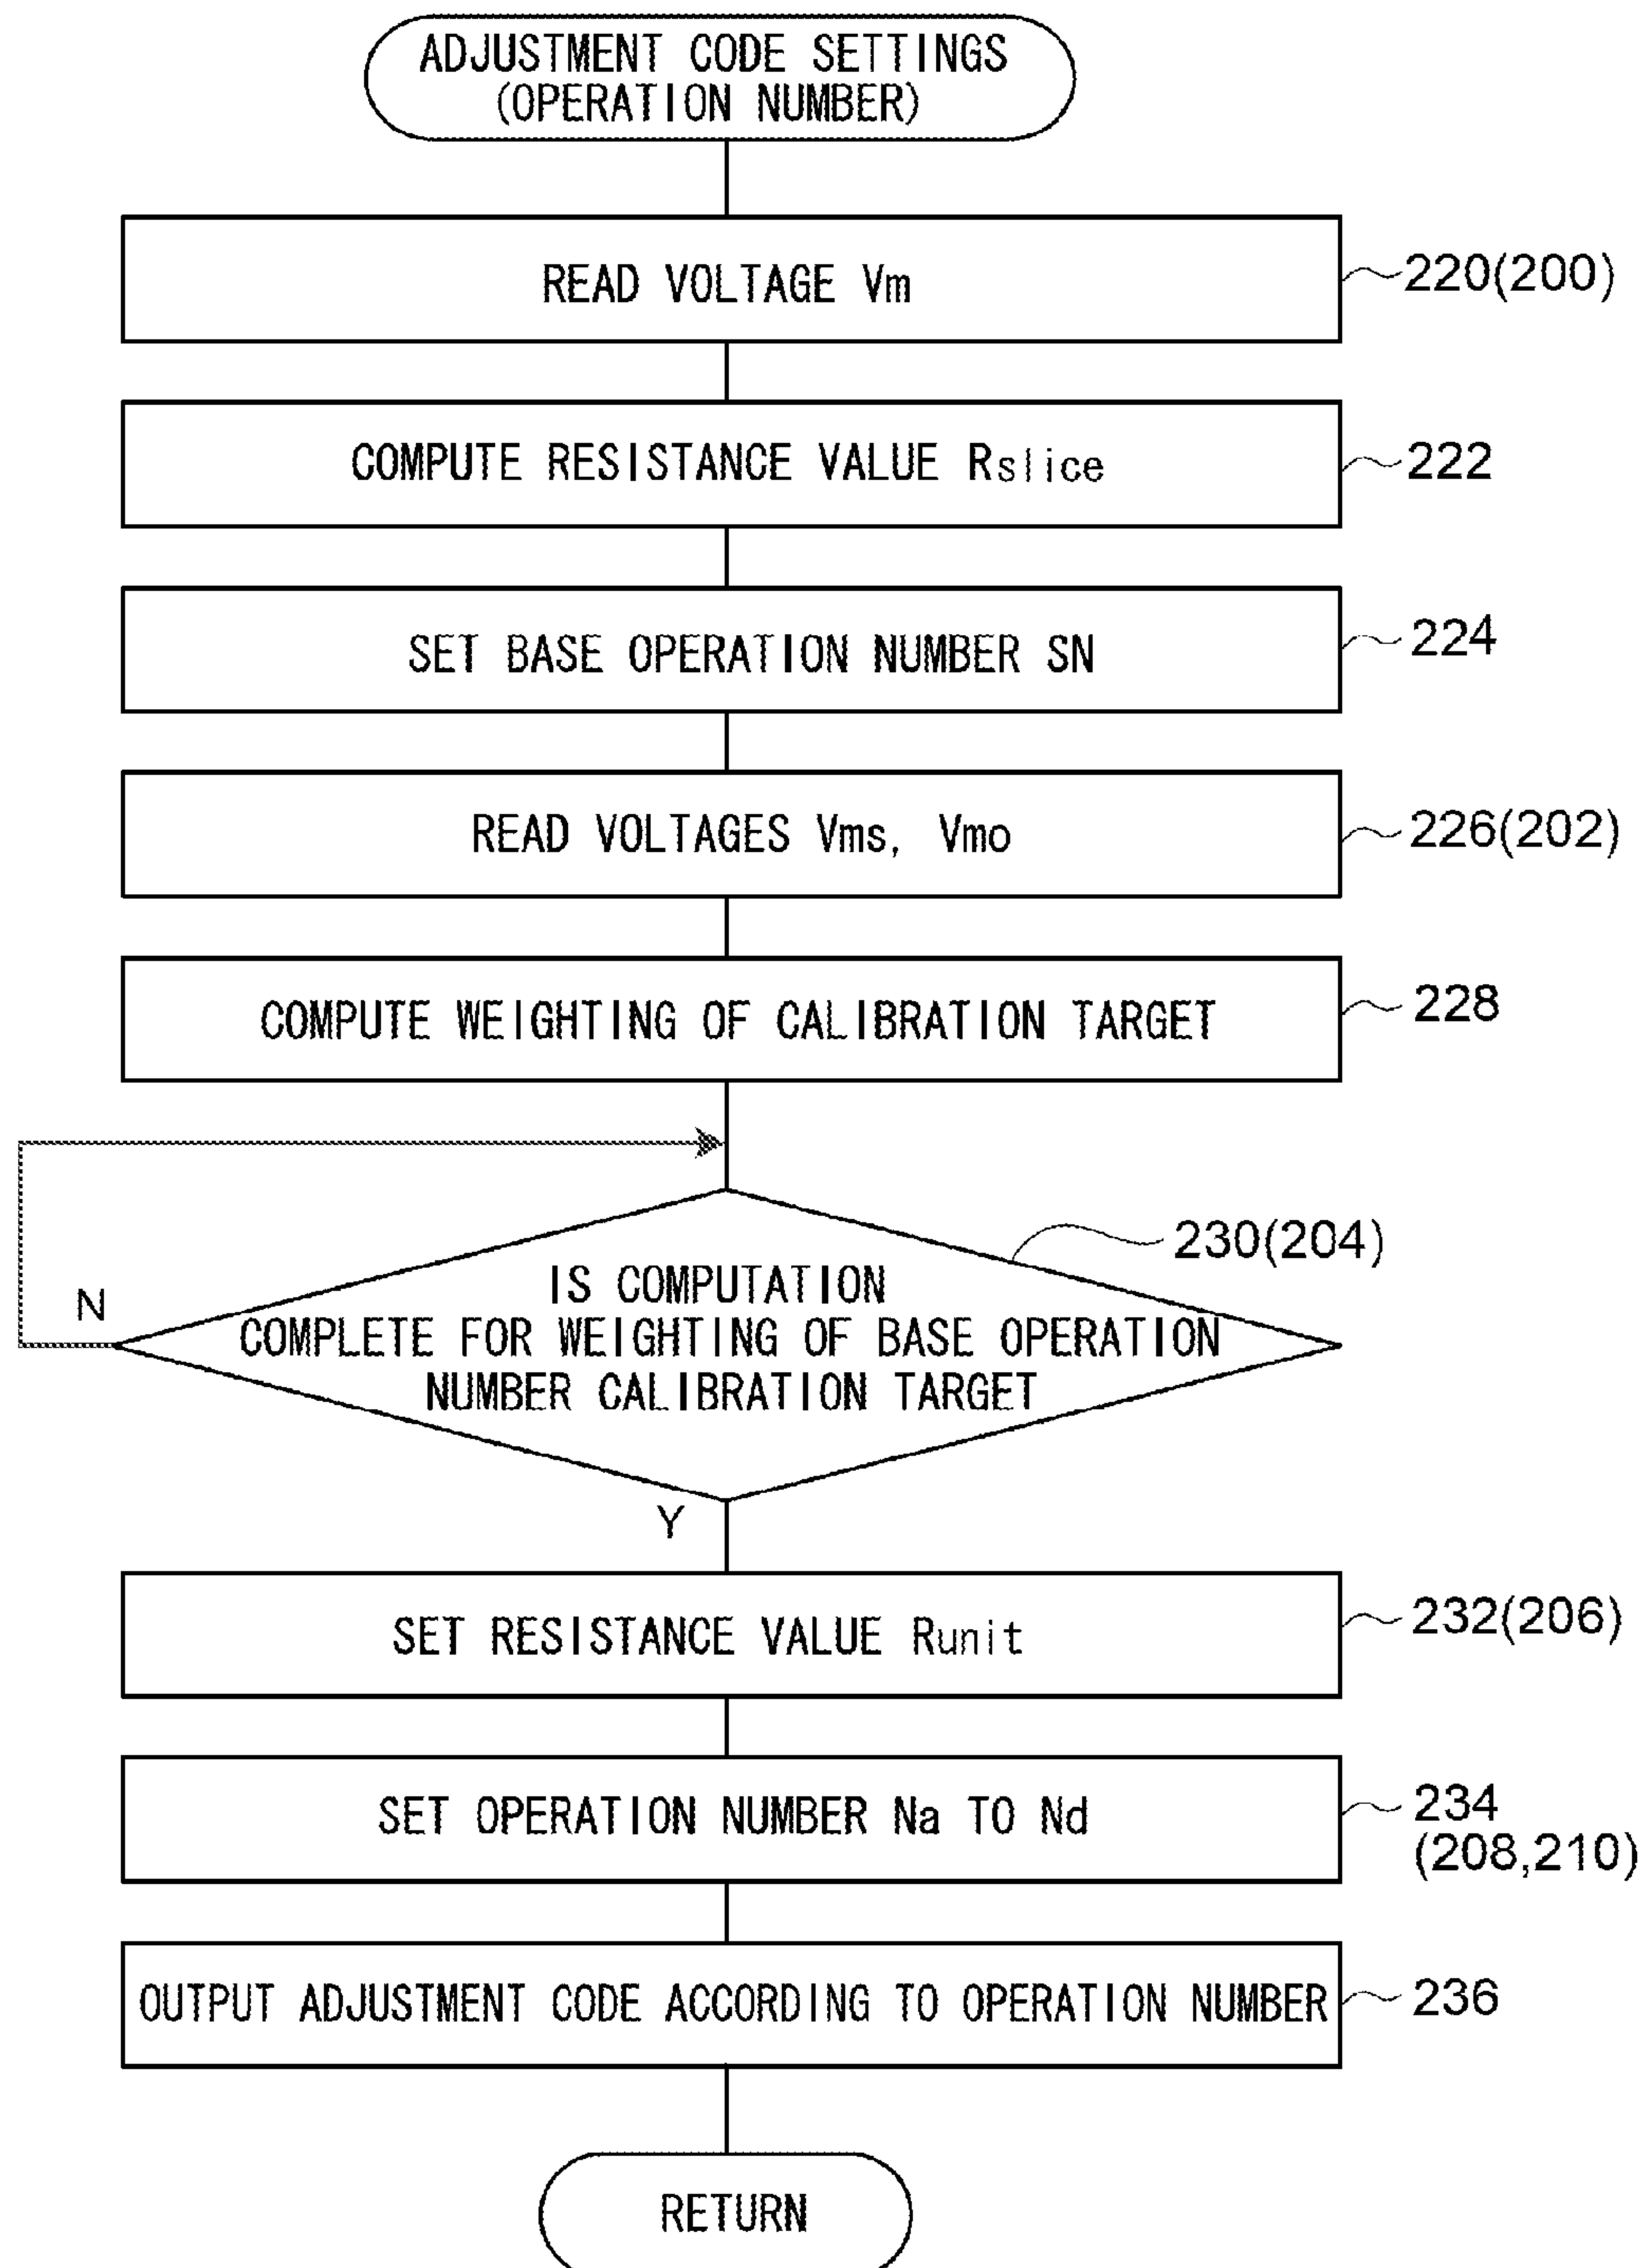 ADJUSTMENT CODE SETTINGS
(OPERATION NUMBER)
READ VOLTAGE Vm
220(200)
COMPUTE RESISTANCE VALUE Rslice
222
SET BASE OPERATION NUMBER SN
224
READ VOLTAGES Vms, Vmo
226(202)
COMPUTE WEIGHTING OF CALIBRATION TARGET
228
230(204)
IS COMPUTATION
N
COMPLETE FOR WEIGHTING OF BASE OPERATION
NUMBER CALIBRATION TARGET
Y
SET RESISTANCE VALUE Runit
232(206)
SET OPERATION NUMBER Na TO Nd
234
(208,210)
OUTPUT ADJUSTMENT CODE ACCORDING TO OPERATION NUMBER
236
RETURN